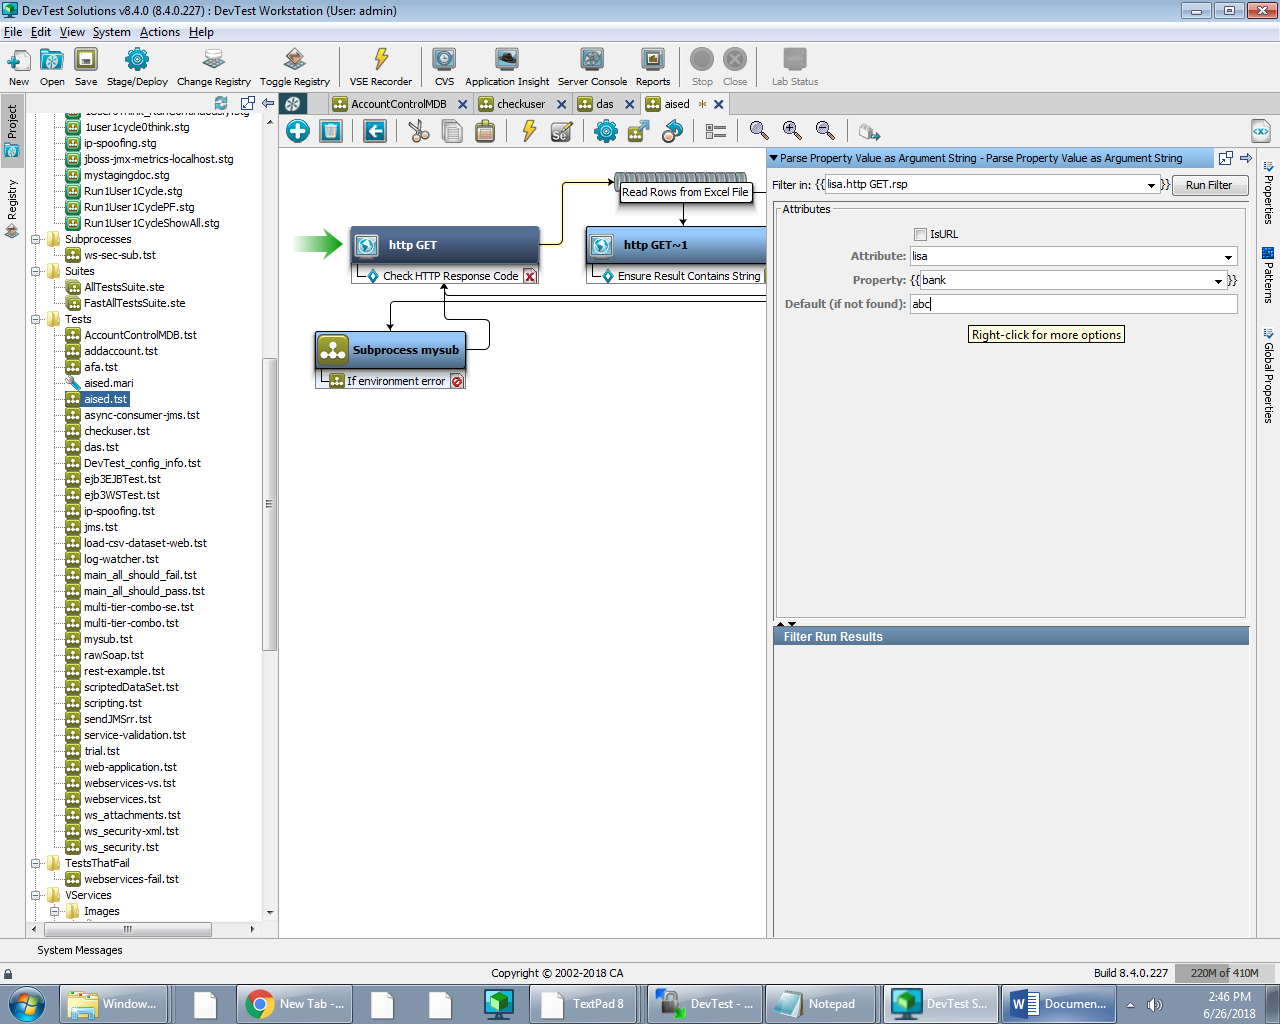 DevTest Solutions v8.4.0 (8.4.0.227) : DevTest Workstation (User: admin)
File Edit View System Actions Help
New Open Save Stage/Deploy Change Registry Toggle Registry VSE Recorder CVS Application Insight Server Console Reports Stop Close Lab Status
Project
Registry
AccountControlMDB
checkuser
das
aised
1user1cycle0think.stg
ip-spoofing.stg
jboss-jmx-metrics-localhost.stg
mystagingdoc.stg
Run1User1Cycle.stg
Run1User1CyclePF.stg
Run1User1CycleShowAll.stg
Subprocesses
ws-sec-sub.tst
Suites
AllTestsSuite.ste
FastAllTestsSuite.ste
Tests
AccountControlMDB.tst
addaccount.tst
afa.tst
aised.mari
aised.tst
async-consumer-jms.tst
checkuser.tst
das.tst
DevTest_config_info.tst
ejb3EJBTest.tst
ejb3WSTest.tst
ip-spoofing.tst
jms.tst
load-csv-dataset-web.tst
log-watcher.tst
main_all_should_fail.tst
main_all_should_pass.tst
multi-tier-combo-se.tst
multi-tier-combo.tst
mysub.tst
rawSoap.tst
rest-example.tst
scriptedDataSet.tst
scripting.tst
sendJMSrr.tst
service-validation.tst
trial.tst
web-application.tst
webservices-vs.tst
webservices.tst
ws_attachments.tst
ws_security-xml.tst
ws_security.tst
TestsThatFail
webservices-fail.tst
VServices
Images
Read Rows from Excel File
http GET
Check HTTP Response Code
http GET~1
Ensure Result Contains String
Subprocess mysub
If environment error
Parse Property Value as Argument String - Parse Property Value as Argument String
Filter in: {{lisa.http GET.rsp}} Run Filter
Attributes
IsURL
Attribute: lisa
Property: {{bank}}
Default (if not found): abc
Right-click for more options
Filter Run Results
Properties
Patterns
Global Properties
System Messages
Copyright © 2002-2018 CA
Build 8.4.0.227
220M of 410M
Window...
New Tab -...
TextPad 8
DevTest - ...
Notepad
DevTest S...
Documen...
2:46 PM
6/26/2018